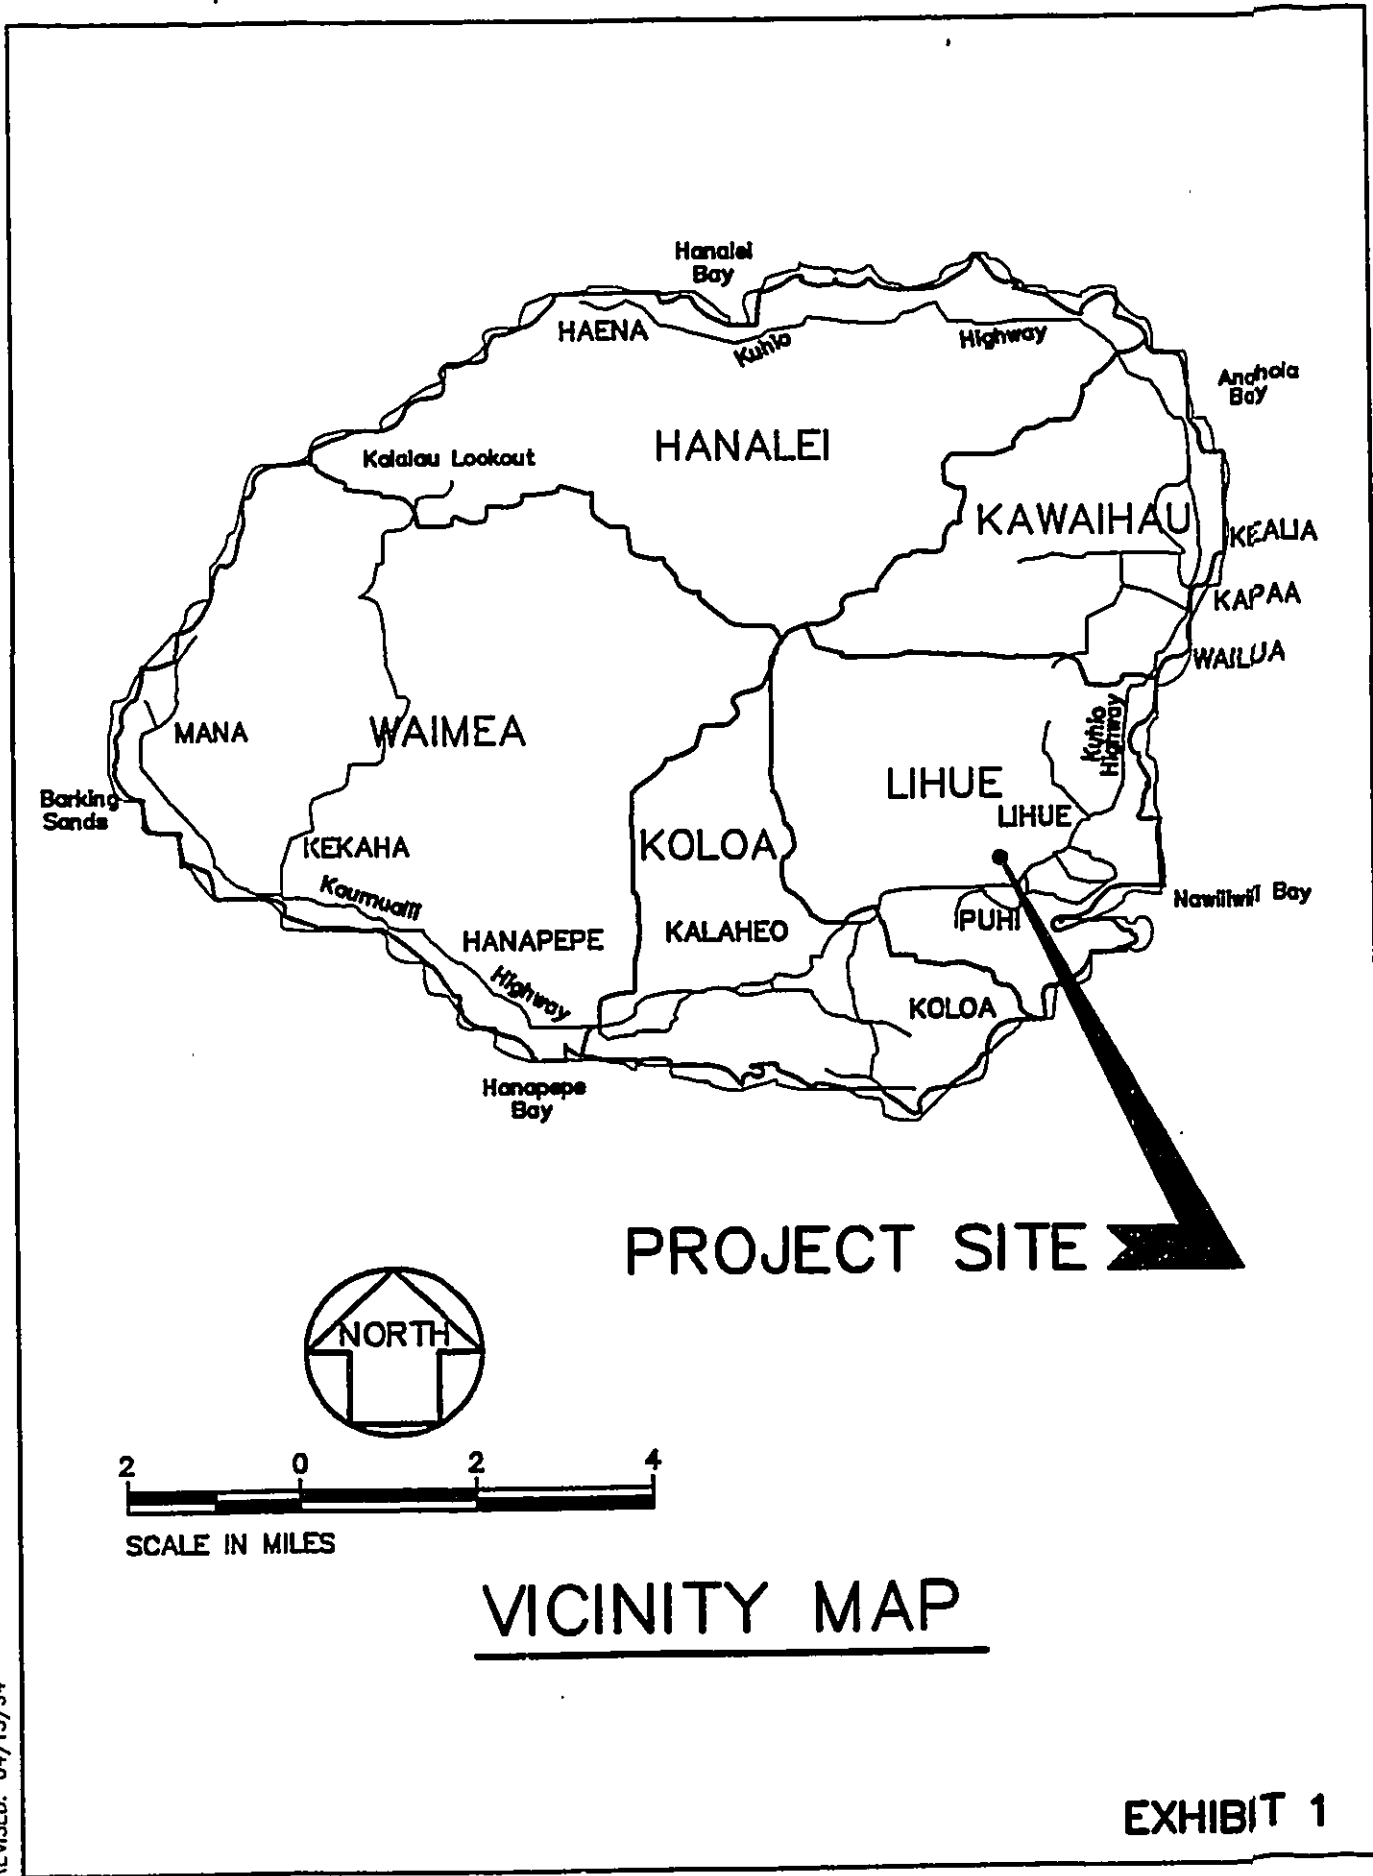 Hanalei
Bay
HAENA
Kuhio
Highway
Anahola
Bay
HANALEI
Kalalau Lookout
KAWAIHAU
KEALIA
KAPAA
WAILUA
MANA
WAIMEA
Kuhio
Highway
LIHUE
LIHUE
Barking
Sands
KEKAHA
KOLOA
Kaumualii
Nawiliwili Bay
PUHI
HANAPEPE
KALAHEO
Highway
KOLOA
Hanapepe
Bay
PROJECT SITE
NORTH
2 0 2 4
SCALE IN MILES
VICINITY MAP
EXHIBIT 1